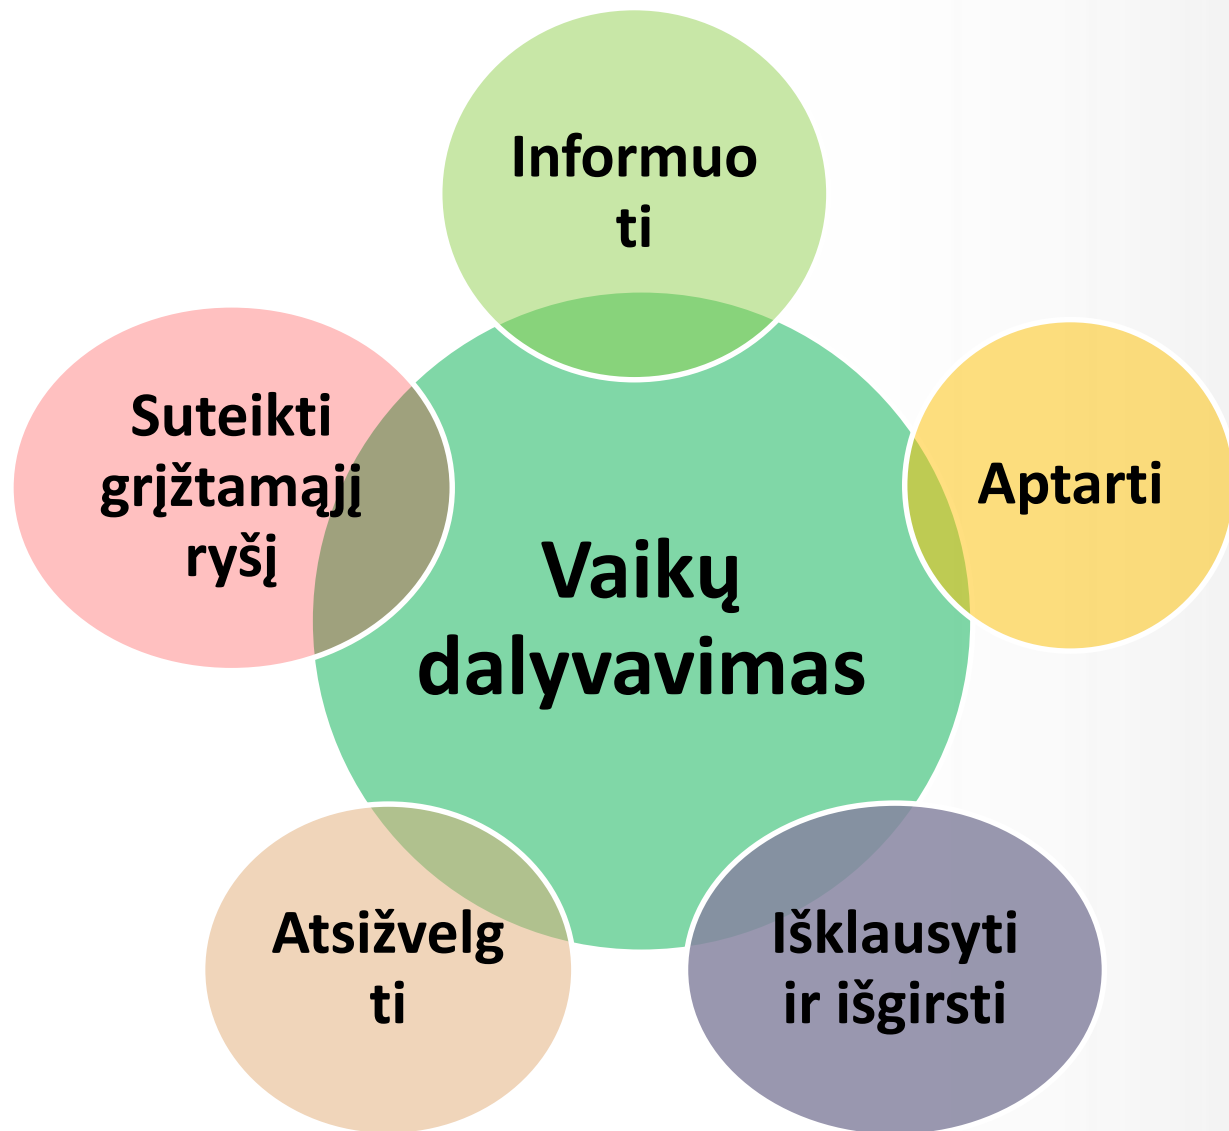 Informuo
ti
Suteikti
grįžtamąjį
ryšį
Aptarti
Vaikų
dalyvavimas
Atsižvelg
ti
Išklausyti
ir išgirsti